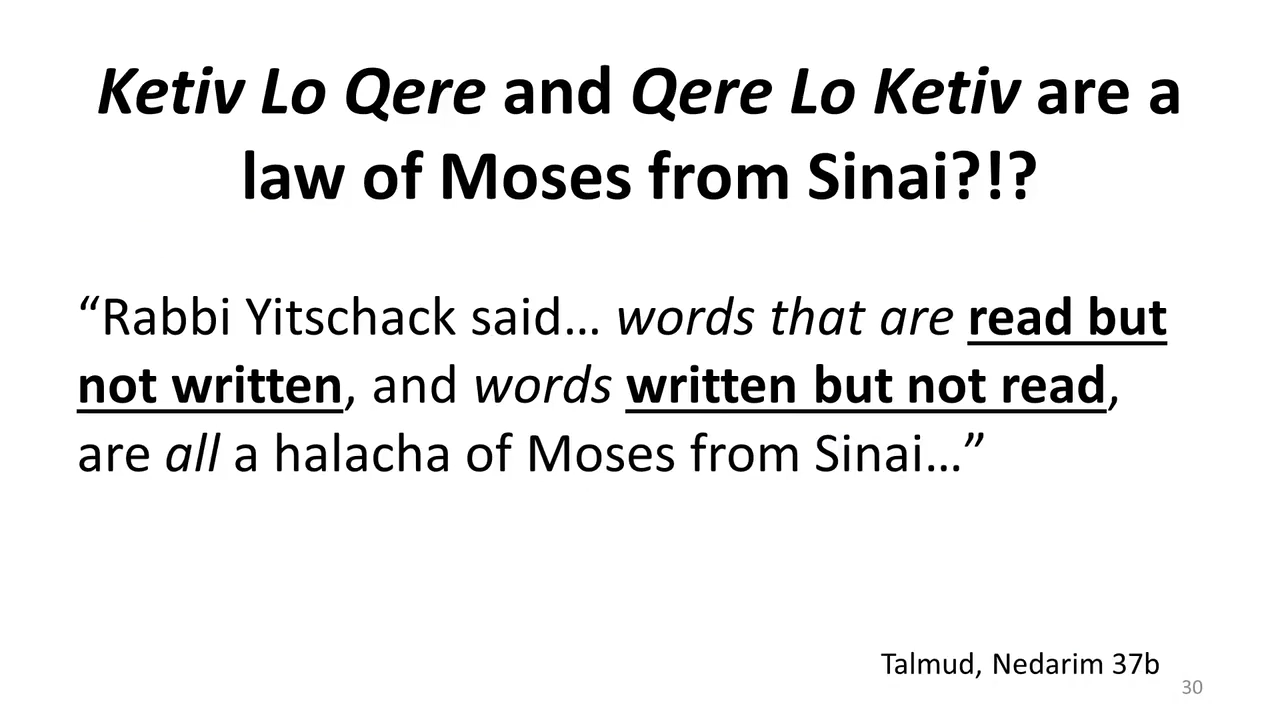 Ketiv Lo Qere and Qere Lo Ketiv are a
law of Moses from Sinai?!?
“Rabbi Yitschack said… words that are read but
not written, and words written but not read,
are all a halacha of Moses from Sinai…”
Talmud, Nedarim 37b
30